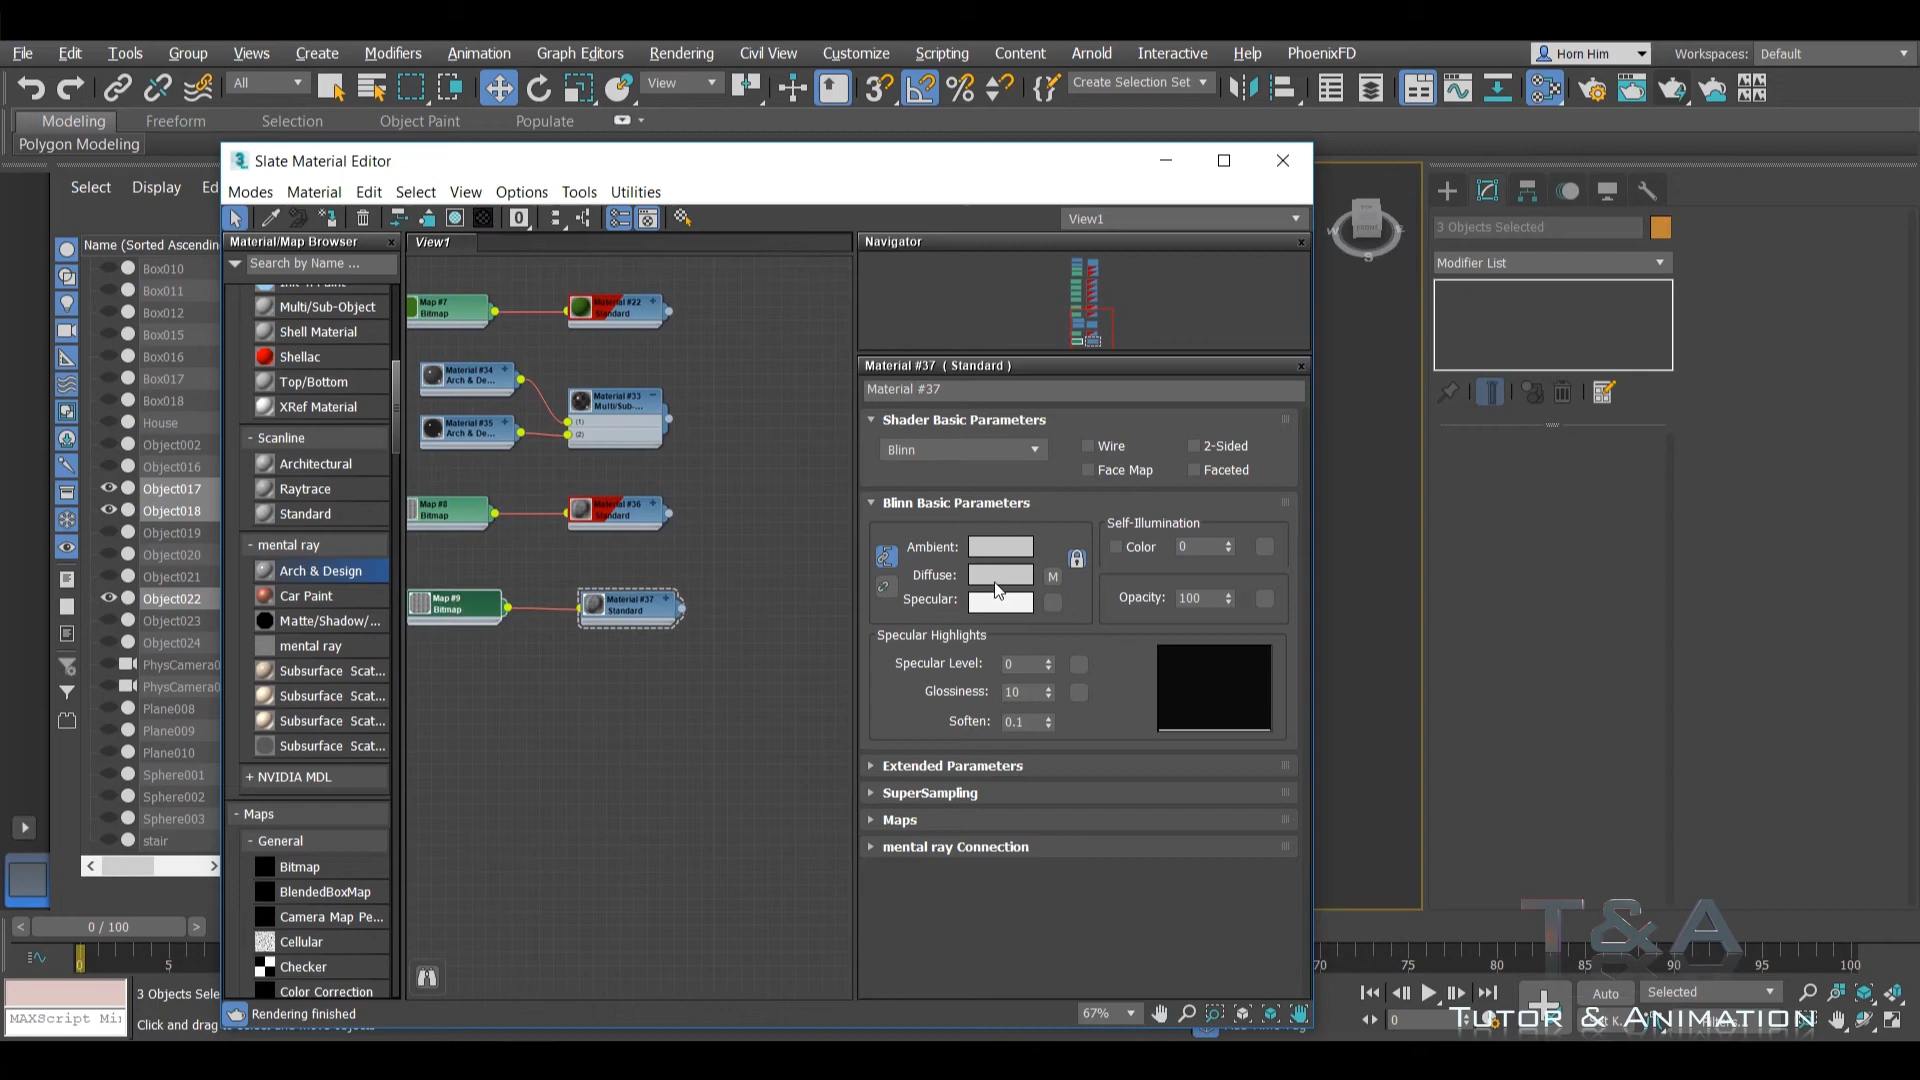 File Edit Tools Group Views Create Modifiers Animation Graph Editors Rendering Civil View Customize Scripting Content Arnold Interactive Help PhoenixFD Horn Him Workspaces: Default
All View Create Selection Set
Modeling Freeform Selection Object Paint Populate
Polygon Modeling
Slate Material Editor
Modes Material Edit Select View Options Tools Utilities
View1
Select Display Ed
Name (Sorted Ascendin
Box010
Box011
Box012
Box015
Box016
Box017
Box018
House
Object002
Object016
Object017
Object018
Object019
Object020
Object021
Object022
Object023
Object024
PhysCamera0
PhysCamera0
Plane008
Plane009
Plane010
Sphere001
Sphere002
Sphere003
stair
Material/Map Browser
Search by Name ...
Multi/Sub-Object
Shell Material
Shellac
Top/Bottom
XRef Material
- Scanline
Architectural
Raytrace
Standard
- mental ray
Arch & Design
Car Paint
Matte/Shadow/...
mental ray
Subsurface Scat...
Subsurface Scat...
Subsurface Scat...
Subsurface Scat...
+ NVIDIA MDL
- Maps
- General
Bitmap
BlendedBoxMap
Camera Map Pe...
Cellular
Checker
Color Correction
View1
Map #7
Bitmap
Material #22
Standard
Material #34
Arch & De...
Material #35
Arch & De...
Material #33
Multi/Sub-...
(1)
(2)
Map #8
Bitmap
Material #36
Standard
Map #9
Bitmap
Material #37
Standard
Navigator
Material #37 ( Standard )
Material #37
Shader Basic Parameters
Blinn Wire 2-Sided
Face Map Faceted
Blinn Basic Parameters
Self-Illumination
Ambient: Color 0
Diffuse: M
Specular: Opacity: 100
Specular Highlights
Specular Level: 0
Glossiness: 10
Soften: 0.1
Extended Parameters
SuperSampling
Maps
mental ray Connection
TOP
FRONT
W
S
3 Objects Selected
Modifier List
0 / 100
0 5 70 75 80 85 90 95 100
3 Objects Sele
MAXScript Mi
Click and drag
Rendering finished
67%
Auto Selected
0
T & A
TUTOR & ANIMATION